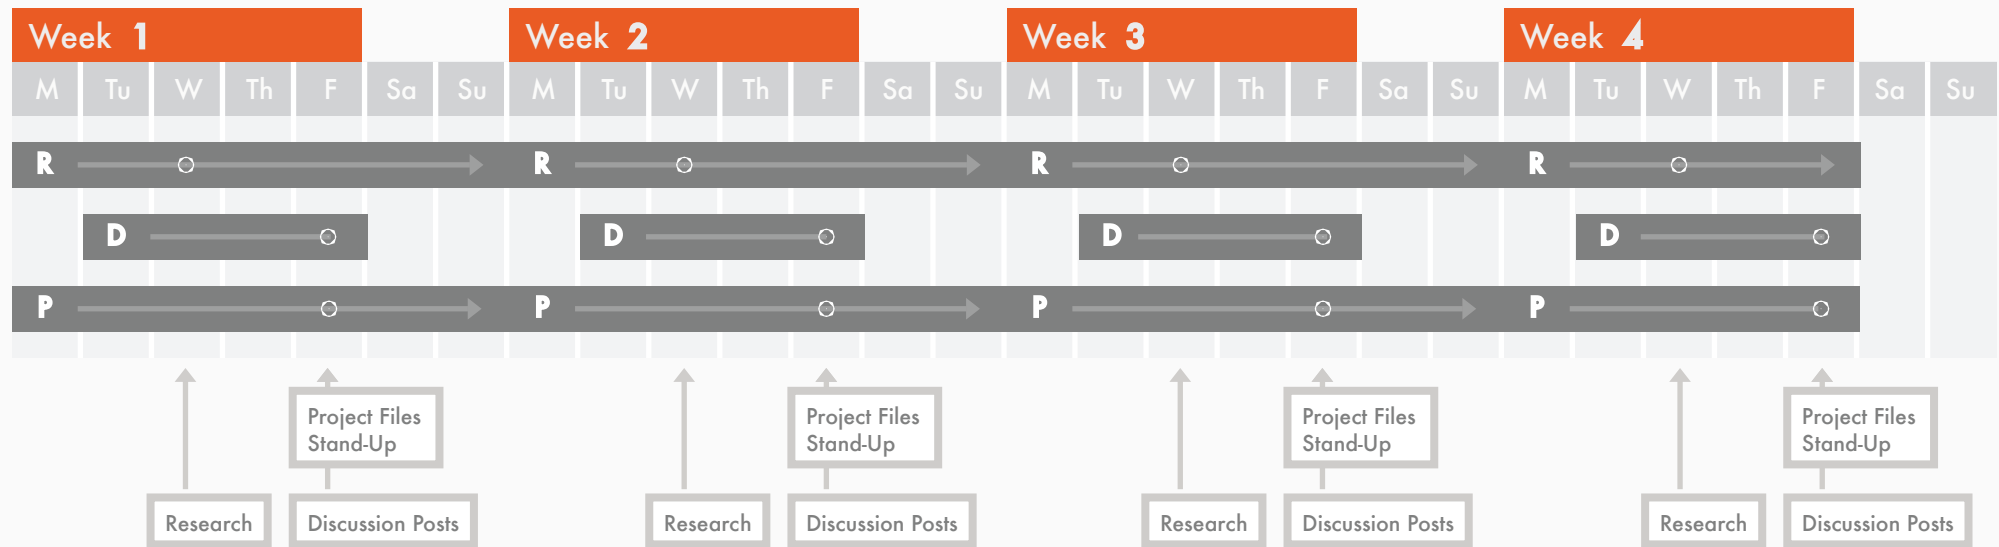 Week 1 Week 2 Week 3 Week 4
M Tu W Th F Sa Su M Tu W Th F Sa Su M Tu W Th F Sa Su M Tu W Th F Sa Su
R R R R
D D D D
P P P P
Project Files Project Files Project Files Project Files
Stand-Up Stand-Up Stand-Up Stand-Up
Research Discussion Posts Research Discussion Posts Research Discussion Posts Research Discussion Posts